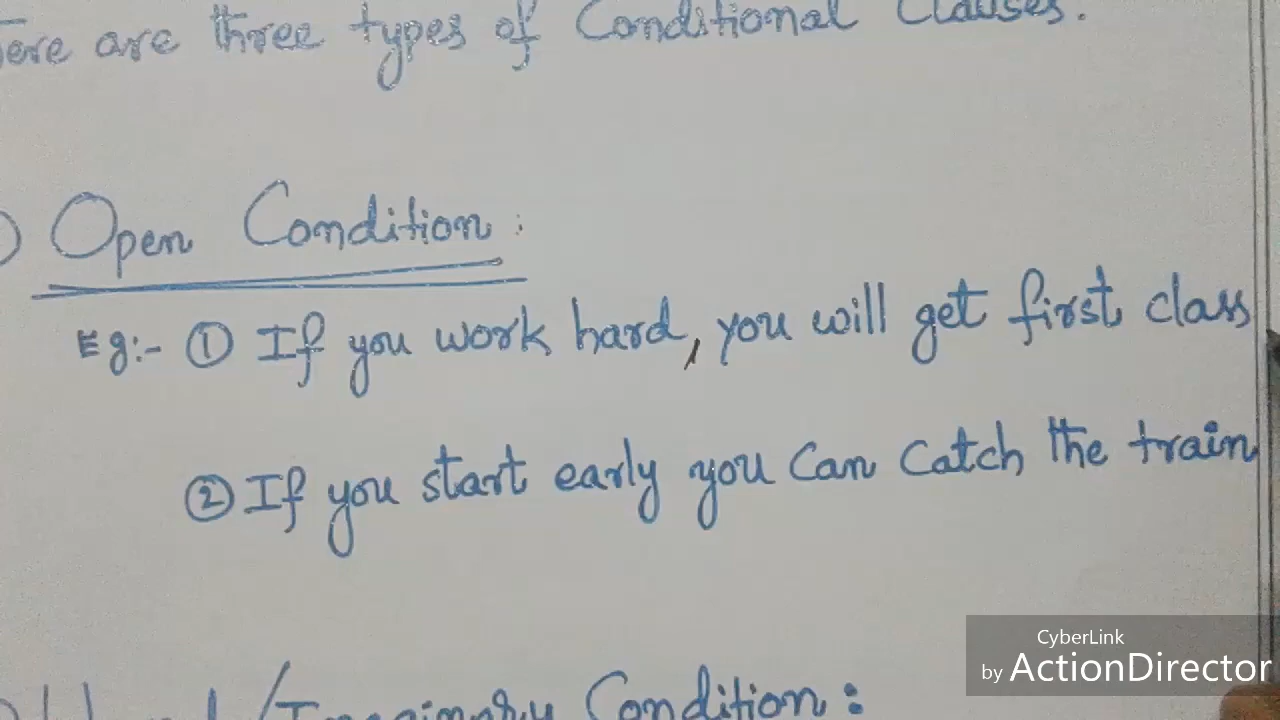 are three types of Conditional Clauses.
Open Condition:
Eg:- ① If you work hard, you will get first class
② If you start early you can catch the train
Condition:
CyberLink
by ActionDirector